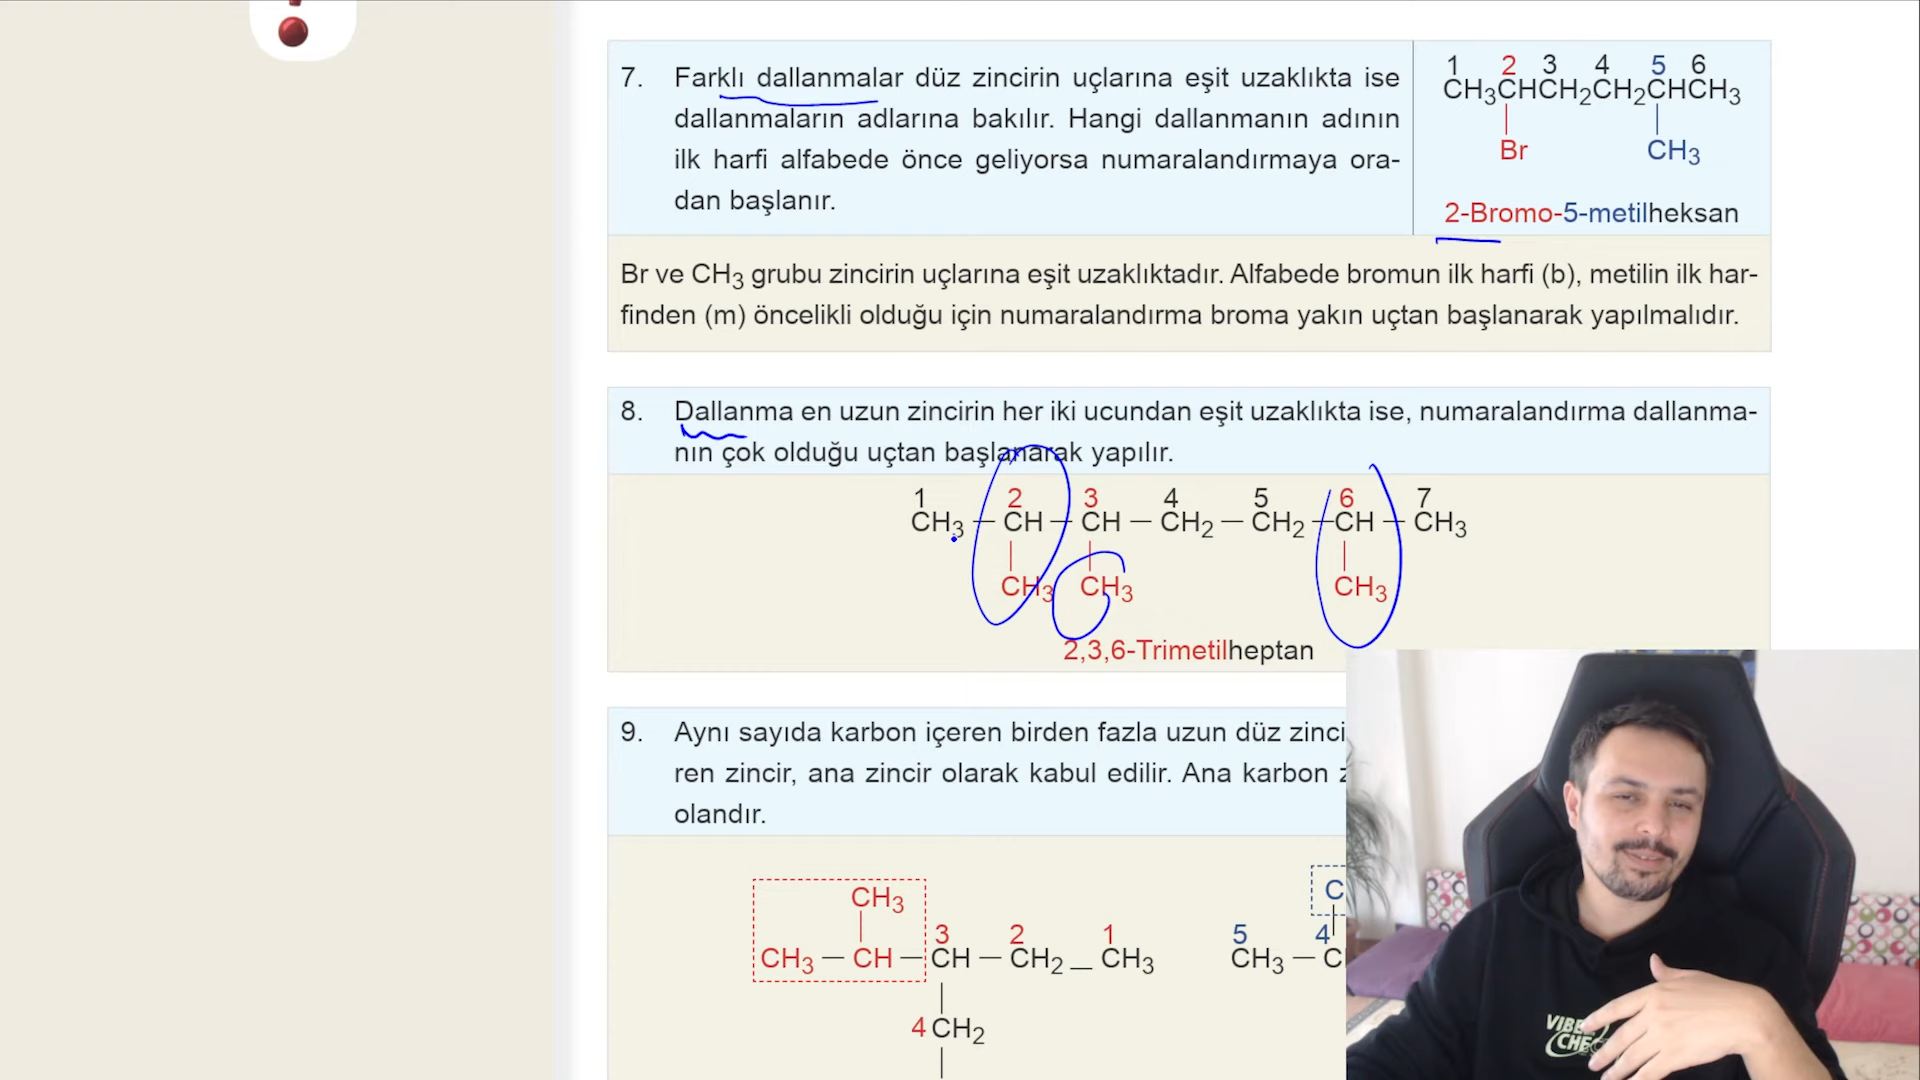 7. Farklı dallanmalar düz zincirin uçlarına eşit uzaklıkta ise
dallanmaların adlarına bakılır. Hangi dallanmanın adının
ilk harfi alfabede önce geliyorsa numaralandırmaya ora-
dan başlanır.
1 2 3 4 5 6
CH3CHCH2CH2CHCH3
Br CH3
2-Bromo-5-metilheksan
Br ve CH3 grubu zincirin uçlarına eşit uzaklıktadır. Alfabede bromun ilk harfi (b), metilin ilk har-
finden (m) öncelikli olduğu için numaralandırma broma yakın uçtan başlanarak yapılmalıdır.
8. Dallanma en uzun zincirin her iki ucundan eşit uzaklıkta ise, numaralandırma dallanma-
nın çok olduğu uçtan başlanarak yapılır.
1 2 3 4 5 6 7
CH3 – CH – CH – CH2 – CH2 – CH – CH3
CH3 CH3 CH3
2,3,6-Trimetilheptan
9. Aynı sayıda karbon içeren birden fazla uzun düz zinci
ren zincir, ana zincir olarak kabul edilir. Ana karbon
olandır.
CH3 C
3 2 1 5 4
CH3 – CH – CH – CH2 – CH3 CH3 – C
4 CH2
VIBE
CHE